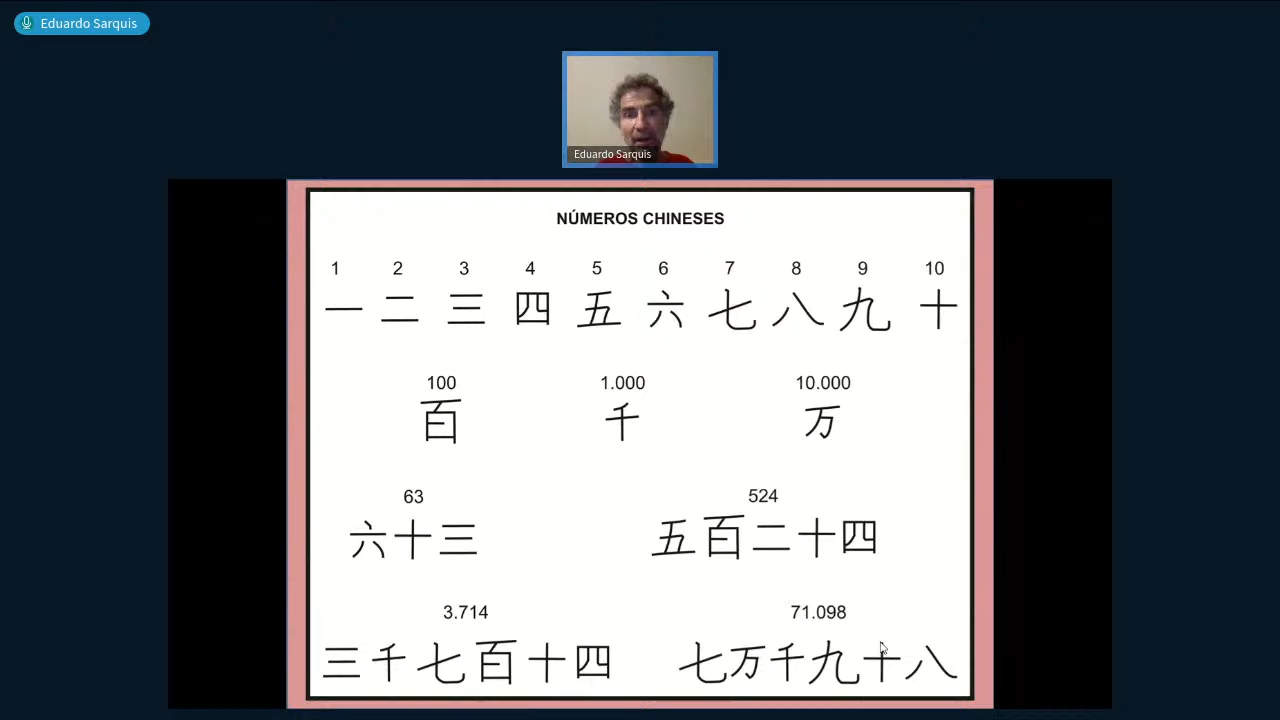 Eduardo Sarquis
Eduardo Sarquis
NÚMEROS CHINESES
1 2 3 4 5 6 7 8 9 10
一 二 三 四 五 六 七 八 九 十
100 1.000 10.000
百 千 万
63 524
六十三 五百二十四
3.714 71.098
三千七百十四 七万千九十八